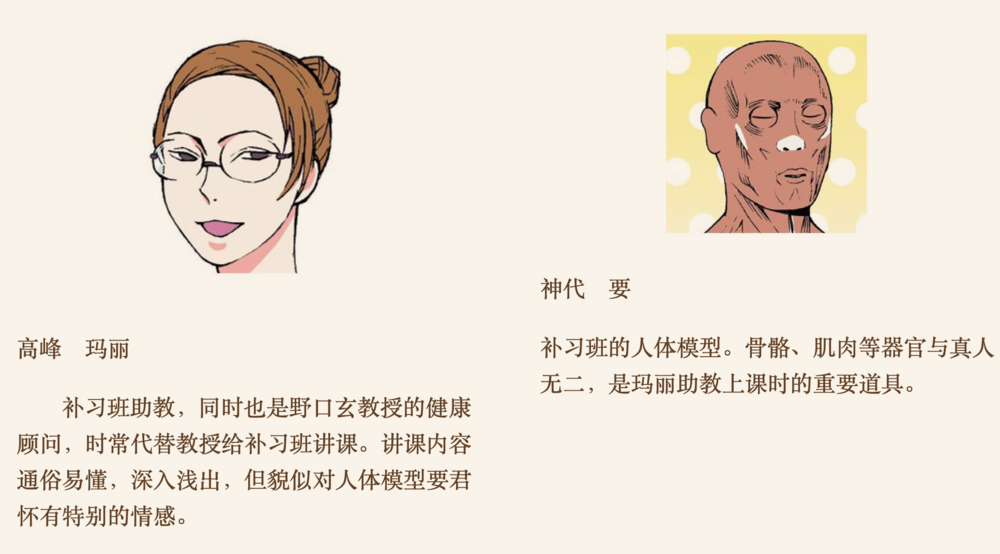 高峰　玛丽
补习班助教，同时也是野口玄教授的健康
顾问，时常代替教授给补习班讲课。讲课内容
通俗易懂，深入浅出，但貌似对人体模型要君
怀有特别的情感。
神代　要
补习班的人体模型。骨骼、肌肉等器官与真人
无二，是玛丽助教上课时的重要道具。